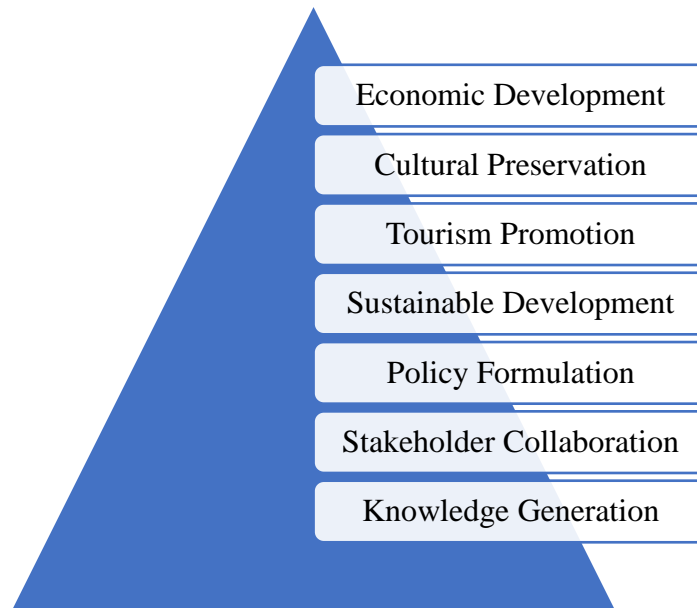 Economic Development
Cultural Preservation
Tourism Promotion
Sustainable Development
Policy Formulation
Stakeholder Collaboration
Knowledge Generation